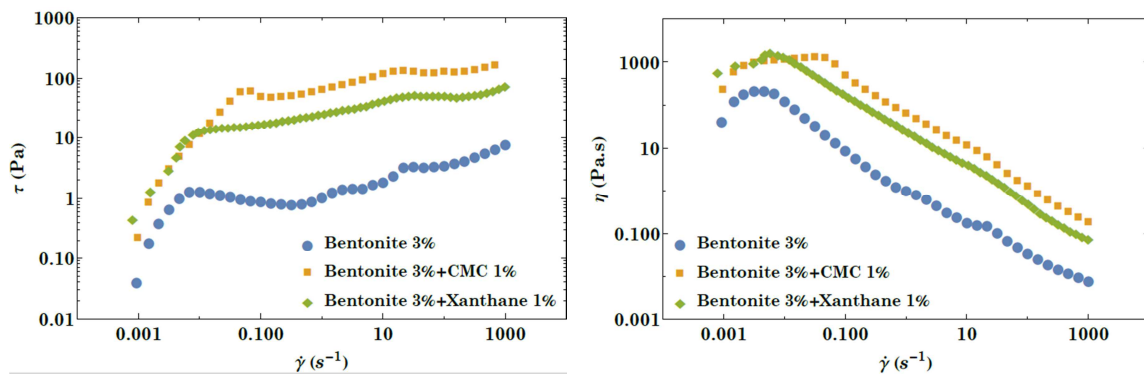 1000
100
10
1
0.1
0.01
τ (Pa)
Bentonite 3%
Bentonite 3%+CMC 1%
Bentonite 3%+Xanthane 1%
0.001 0.100 10 1000
γ̇ (s⁻¹)
1000
10
0.100
0.001
η (Pa.s)
Bentonite 3%
Bentonite 3%+CMC 1%
Bentonite 3%+Xanthane 1%
0.001 0.100 10 1000
γ̇ (s⁻¹)